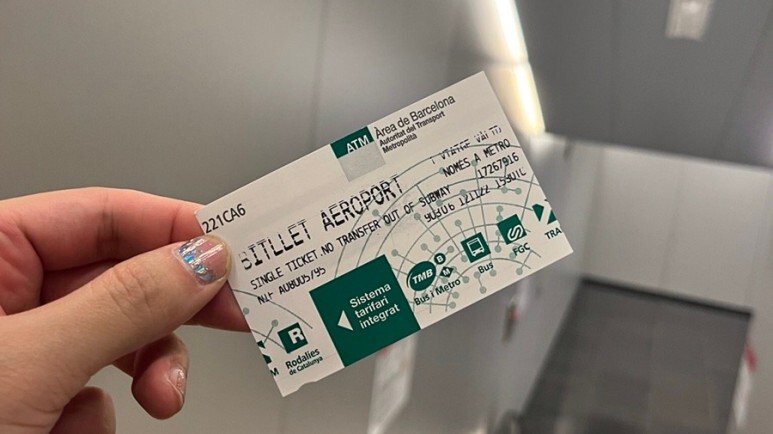 ATM Àrea de Barcelona
Autoritat del Transport
Metropolità
221CA6
BITLLET AEROPORT
NOMÉS A METRO
SINGLE TICKET.NO TRANSFER OUT OF SUBWAY
17267916
Sistema
tarifari
integrat
R
Rodalies
de Catalunya
TMB
B
M
Bus i Metro
Bus
FGC
TRA
M